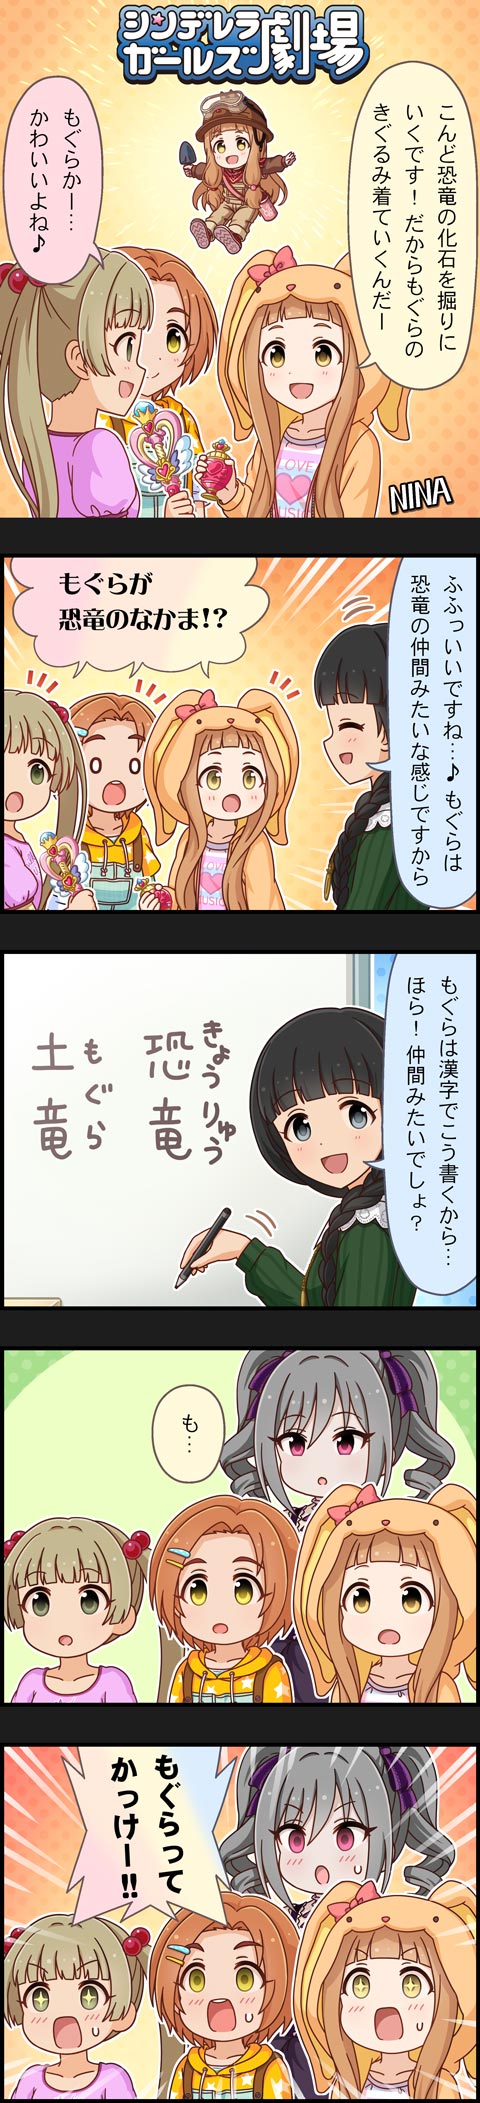 シンデレラ
ガールズ劇場
こんど恐竜の化石を掘りに
いくです！だからもぐらの
きぐるみ着ていくんだー
もぐらかー…
かわいいよね♪
LOVE
MUSIC
NINA
ふふっいいですね…♪もぐらは
恐竜の仲間みたいな感じですから
もぐらが
恐竜のなかま!?
LOVE
MUSIC
もぐらは漢字でこう書くから…
ほら！仲間みたいでしょ？
きょうりゅう
恐竜
もぐら
土竜
も…
もぐらって
かっけー!!